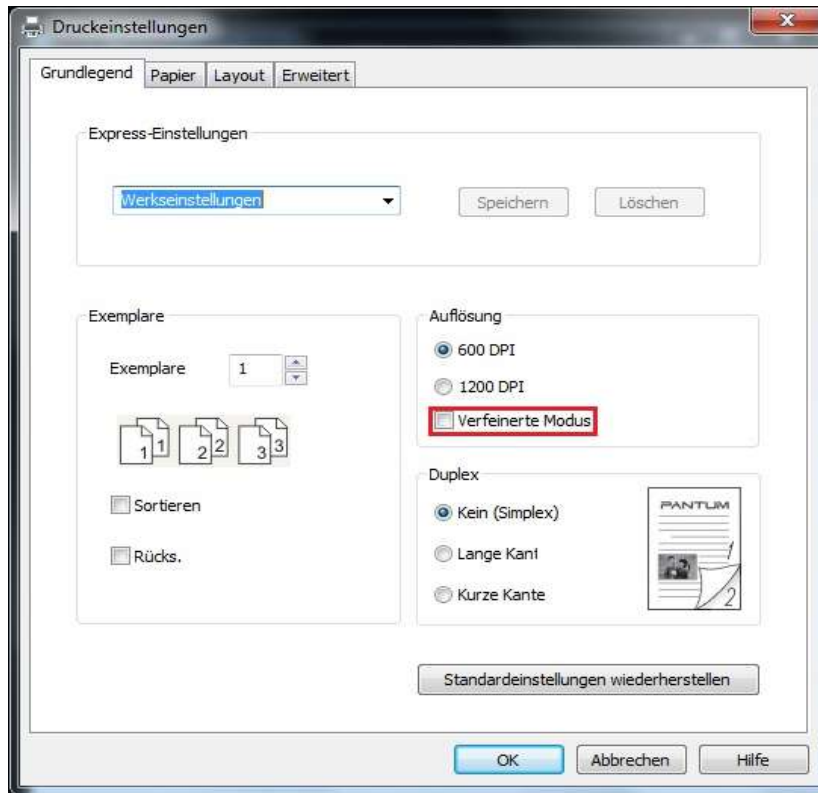 Druckeinstellungen
X
Grundlegend Papier Layout Erweitert
Express-Einstellungen
Werkseinstellungen
Speichern Löschen
Exemplare
Exemplare 1
1 1 2 2 3 3
Sortieren
Rücks.
Auflösung
600 DPI
1200 DPI
Verfeinerte Modus
Duplex
Kein (Simplex)
Lange Kant
Kurze Kante
PANTUM
1
2
Standardeinstellungen wiederherstellen
OK Abbrechen Hilfe